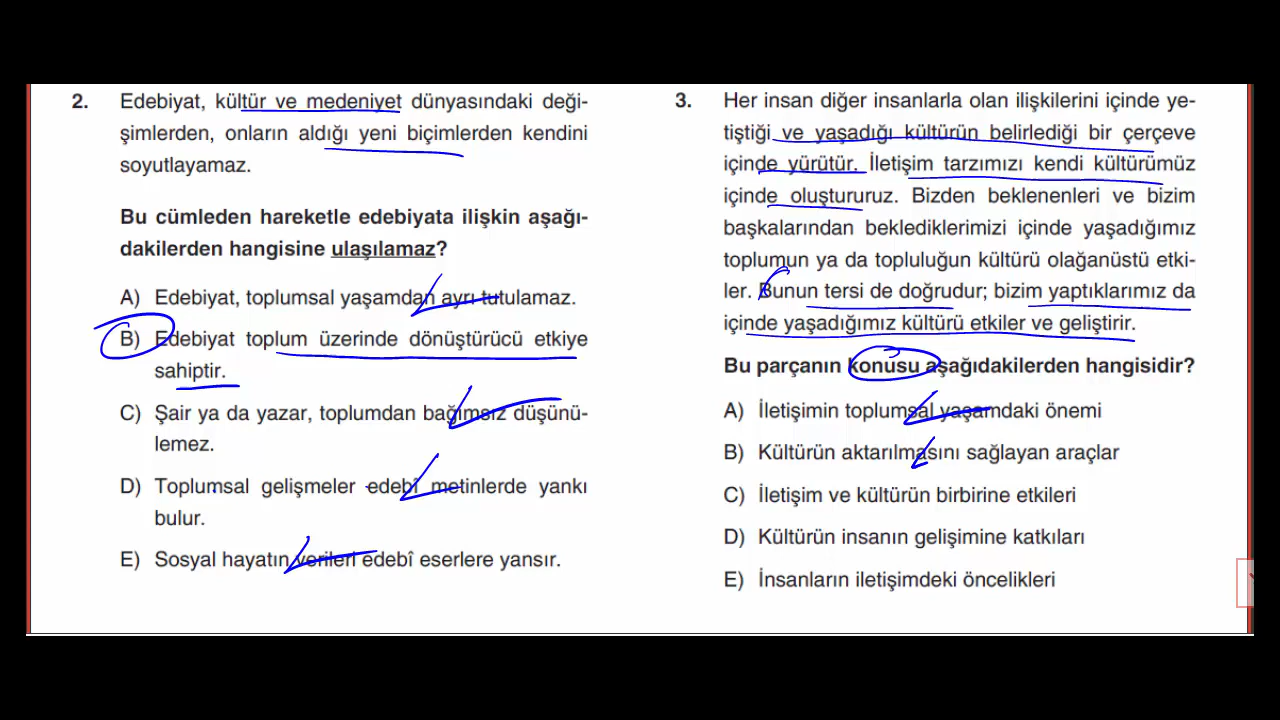 2. Edebiyat, kültür ve medeniyet dünyasındaki deği-
şimlerden, onların aldığı yeni biçimlerden kendini
soyutlayamaz.
Bu cümleden hareketle edebiyata ilişkin aşağı-
dakilerden hangisine ulaşılamaz?
A) Edebiyat, toplumsal yaşamdan ayrı tutulamaz.
B) Edebiyat toplum üzerinde dönüştürücü etkiye
sahiptir.
C) Şair ya da yazar, toplumdan bağımsız düşünü-
lemez.
D) Toplumsal gelişmeler edebî metinlerde yankı
bulur.
E) Sosyal hayatın verileri edebî eserlere yansır.
3. Her insan diğer insanlarla olan ilişkilerini içinde ye-
tiştiği ve yaşadığı kültürün belirlediği bir çerçeve
içinde yürütür. İletişim tarzımızı kendi kültürümüz
içinde oluştururuz. Bizden beklenenleri ve bizim
başkalarından beklediklerimizi içinde yaşadığımız
toplumun ya da topluluğun kültürü olağanüstü etki-
ler. Bunun tersi de doğrudur; bizim yaptıklarımız da
içinde yaşadığımız kültürü etkiler ve geliştirir.
Bu parçanın konusu aşağıdakilerden hangisidir?
A) İletişimin toplumsal yaşamdaki önemi
B) Kültürün aktarılmasını sağlayan araçlar
C) İletişim ve kültürün birbirine etkileri
D) Kültürün insanın gelişimine katkıları
E) İnsanların iletişimdeki öncelikleri